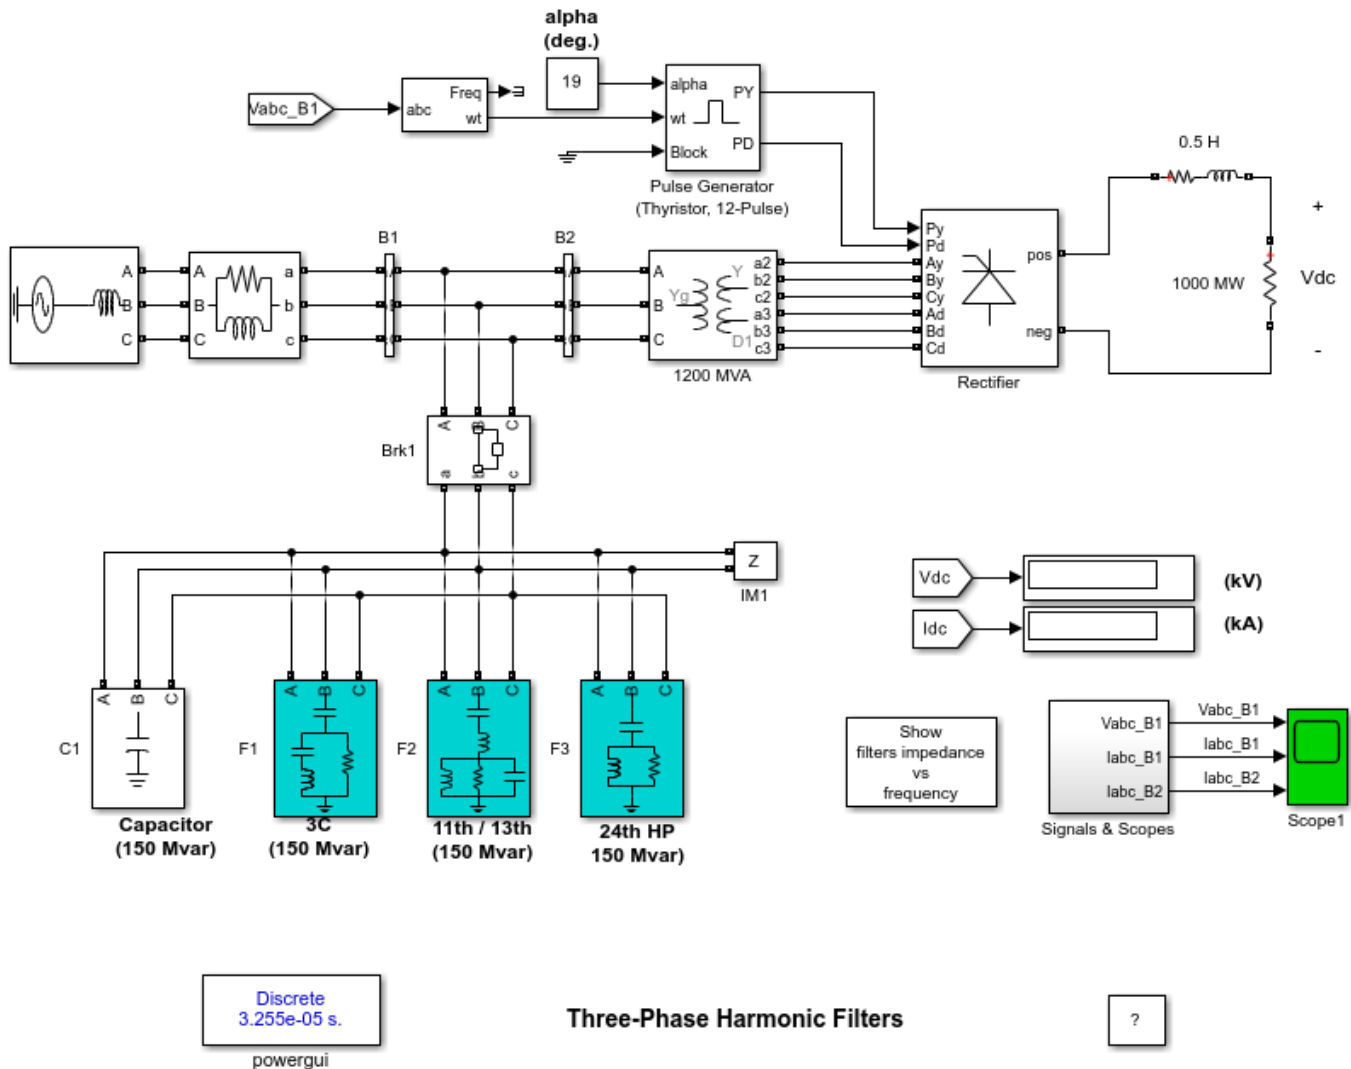 alpha
(deg.)
19
Vabc_B1
abc
Freq
wt
alpha
wt
Block
PY
PD
Pulse Generator
(Thyristor, 12-Pulse)
0.5 H
+
Vdc
-
1000 MW
Py
Pd
Ay
By
Cy
Ad
Bd
Cd
pos
neg
Rectifier
A
B
C
A
B
C
a
b
c
B1
B2
A
B
C
Yg
Y
D1
a2
b2
c2
a3
b3
c3
1200 MVA
Brk1
A
B
C
a
b
c
Z
IM1
Vdc
(kV)
Idc
(kA)
A
B
C
C1
Capacitor
(150 Mvar)
A
B
C
F1
3C
(150 Mvar)
A
B
C
F2
11th / 13th
(150 Mvar)
A
B
C
F3
24th HP
150 Mvar)
Show
filters impedance
vs
frequency
Vabc_B1
Iabc_B1
Iabc_B2
Signals & Scopes
Vabc_B1
Iabc_B1
Iabc_B2
Scope1
Discrete
3.255e-05 s.
powergui
Three-Phase Harmonic Filters
?